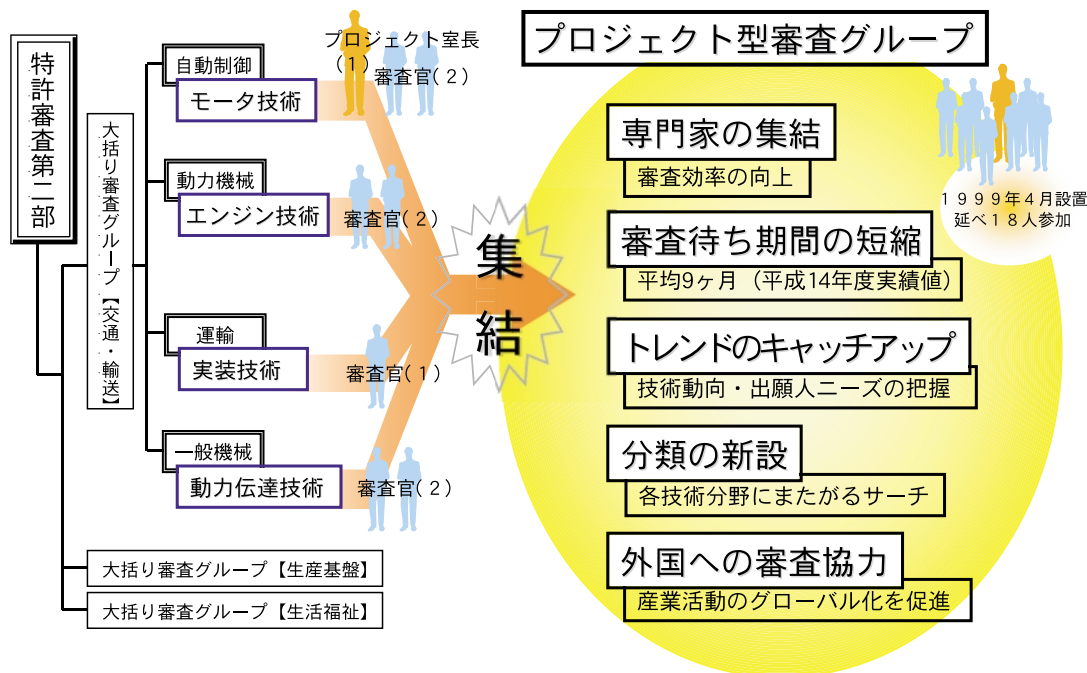 特許審査第二部
大括り審査グループ【交通・輸送】
自動制御
モータ技術
プロジェクト室長
(1)
審査官(2)
動力機械
エンジン技術
審査官(2)
運輸
実装技術
審査官(1)
一般機械
動力伝達技術
審査官(2)
大括り審査グループ【生産基盤】
大括り審査グループ【生活福祉】
集結
プロジェクト型審査グループ
専門家の集結
審査効率の向上
1999年4月設置
延べ18人参加
審査待ち期間の短縮
平均9ヶ月（平成14年度実績値）
トレンドのキャッチアップ
技術動向・出願人ニーズの把握
分類の新設
各技術分野にまたがるサーチ
外国への審査協力
産業活動のグローバル化を促進